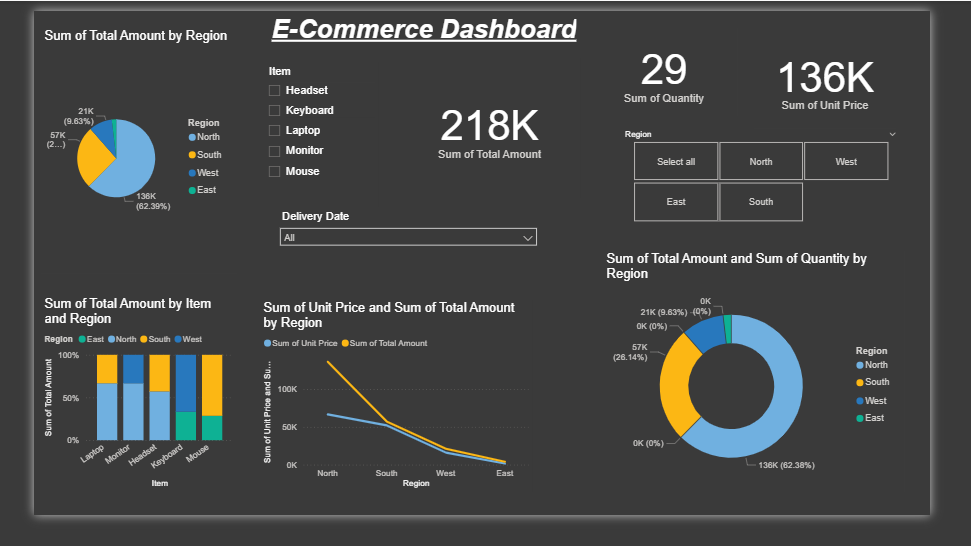 E-Commerce Dashboard
Sum of Total Amount by Region
21K
(9.63%)
57K
(2...)
136K
(62.39%)
Region
North
South
West
East
Item
Headset
Keyboard
Laptop
Monitor
Mouse
218K
Sum of Total Amount
29
Sum of Quantity
136K
Sum of Unit Price
Region
Select all
North
West
East
South
Delivery Date
All
Sum of Total Amount by Item
and Region
Region East North South West
Sum of Total Amount
100%
50%
0%
Laptop
Monitor
Headset
Keyboard
Mouse
Item
Sum of Unit Price and Sum of Total Amount
by Region
Sum of Unit Price Sum of Total Amount
Sum of Unit Price and Su...
100K
50K
0K
North
South
West
East
Region
Sum of Total Amount and Sum of Quantity by
Region
0K
(0%)
21K (9.63%)
0K (0%)
57K
(26.14%)
0K (0%)
136K (62.38%)
Region
North
South
West
East